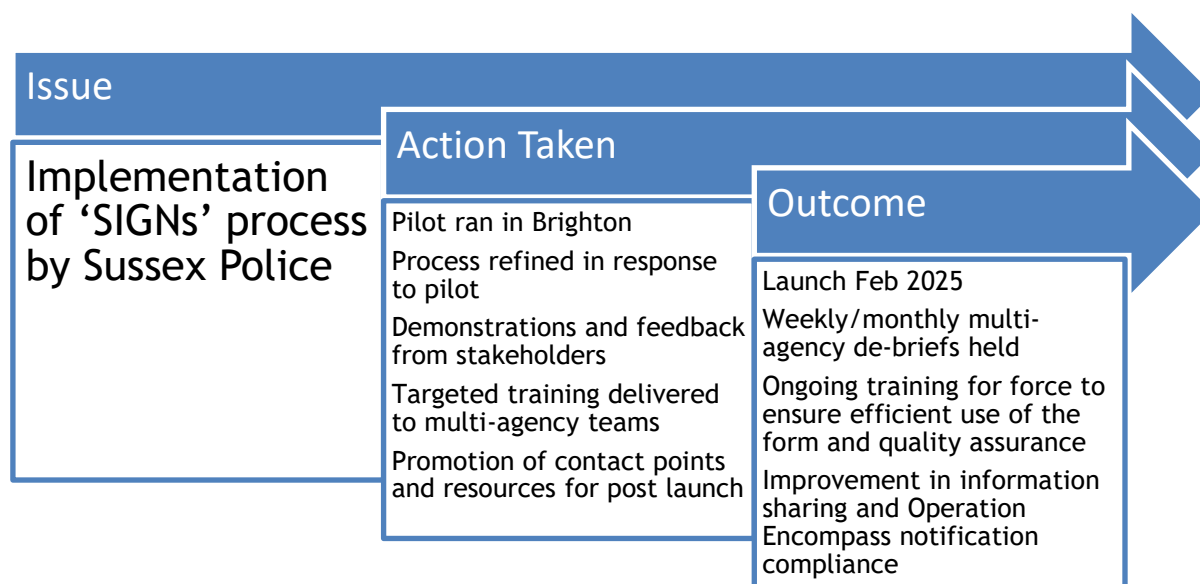 Issue
Implementation
of ‘SIGNs’ process
by Sussex Police
Action Taken
Pilot ran in Brighton
Process refined in response
to pilot
Demonstrations and feedback
from stakeholders
Targeted training delivered
to multi-agency teams
Promotion of contact points
and resources for post launch
Outcome
Launch Feb 2025
Weekly/monthly multi-
agency de-briefs held
Ongoing training for force to
ensure efficient use of the
form and quality assurance
Improvement in information
sharing and Operation
Encompass notification
compliance